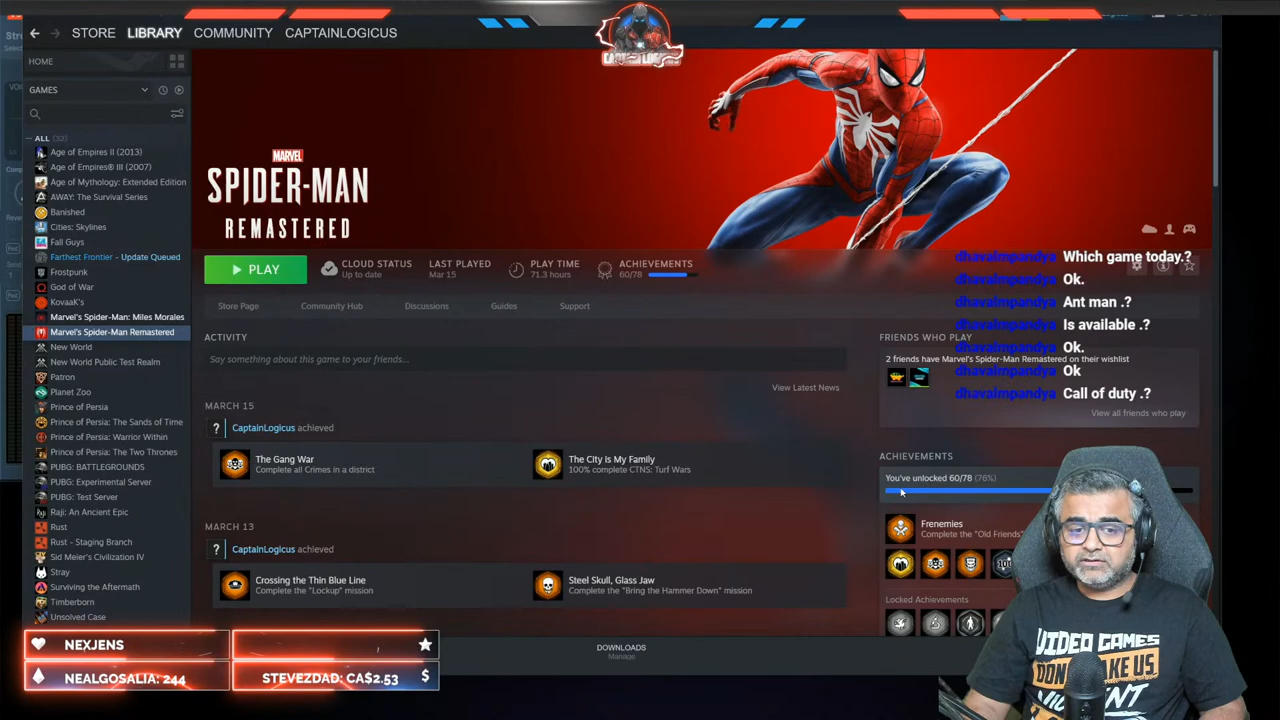 STORE LIBRARY COMMUNITY CAPTAINLOGICUS
CAPTAIN LOGICUS
HOME
GAMES
ALL (32)
Age of Empires II (2013)
Age of Empires® III (2007)
Age of Mythology: Extended Edition
AWAY: The Survival Series
Banished
Cities: Skylines
Fall Guys
Farthest Frontier - Update Queued
Frostpunk
God of War
KovaaK's
Marvel's Spider-Man: Miles Morales
Marvel's Spider-Man Remastered
New World
New World Public Test Realm
Patron
Planet Zoo
Prince of Persia
Prince of Persia: The Sands of Time
Prince of Persia: Warrior Within
Prince of Persia: The Two Thrones
PUBG: BATTLEGROUNDS
PUBG: Experimental Server
PUBG: Test Server
Raji: An Ancient Epic
Rust
Rust - Staging Branch
Sid Meier's Civilization IV
Stray
Surviving the Aftermath
Timberborn
Unsolved Case
MARVEL
SPIDER-MAN
REMASTERED
PLAY
CLOUD STATUS
Up to date
LAST PLAYED
Mar 15
PLAY TIME
71.3 hours
ACHIEVEMENTS
60/78
Store Page Community Hub Discussions Guides Support
ACTIVITY
Say something about this game to your friends...
View Latest News
MARCH 15
CaptainLogicus achieved
The Gang War
Complete all Crimes in a district
The City is My Family
100% complete CTNS: Turf Wars
MARCH 13
CaptainLogicus achieved
Crossing the Thin Blue Line
Complete the "Lockup" mission
Steel Skull, Glass Jaw
Complete the "Bring the Hammer Down" mission
dhavalmpandya Which game today.?
dhavalmpandya Ok.
dhavalmpandya Ant man .?
dhavalmpandya Is available .?
dhavalmpandya Ok.
dhavalmpandya Ok
dhavalmpandya Call of duty .?
FRIENDS WHO PLAY
2 friends have Marvel's Spider-Man Remastered on their wishlist
View all friends who play
ACHIEVEMENTS
You've unlocked 60/78 (76%)
Frenemies
Complete the "Old Friends"
Locked Achievements
DOWNLOADS
Manage
NEXJENS
NEALGOSALIA: 244
STEVEZDAD: CA$2.53
VIDEO GAMES